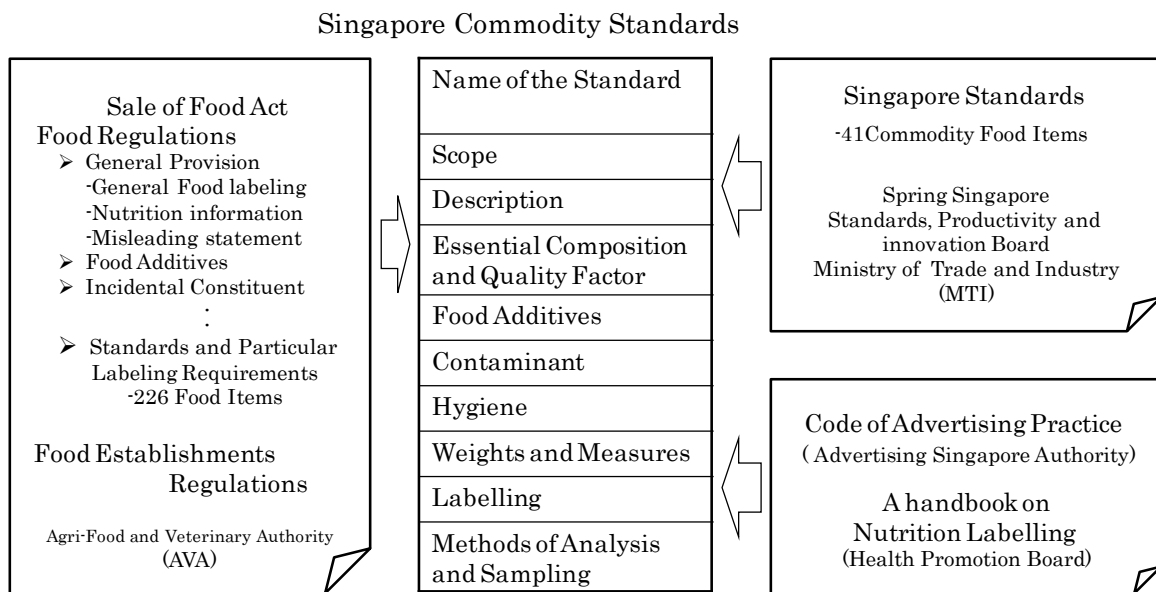 Singapore Commodity Standards
Sale of Food Act
Food Regulations
➢ General Provision
-General Food labeling
-Nutrition information
-Misleading statement
➢ Food Additives
➢ Incidental Constituent
:
➢ Standards and Particular
Labeling Requirements
-226 Food Items
Food Establishments
Regulations
Agri-Food and Veterinary Authority
(AVA)
Name of the Standard
Scope
Description
Essential Composition
and Quality Factor
Food Additives
Contaminant
Hygiene
Weights and Measures
Labelling
Methods of Analysis
and Sampling
Singapore Standards
-41Commodity Food Items
Spring Singapore
Standards, Productivity and
innovation Board
Ministry of Trade and Industry
(MTI)
Code of Advertising Practice
( Advertising Singapore Authority)
A handbook on
Nutrition Labelling
(Health Promotion Board)